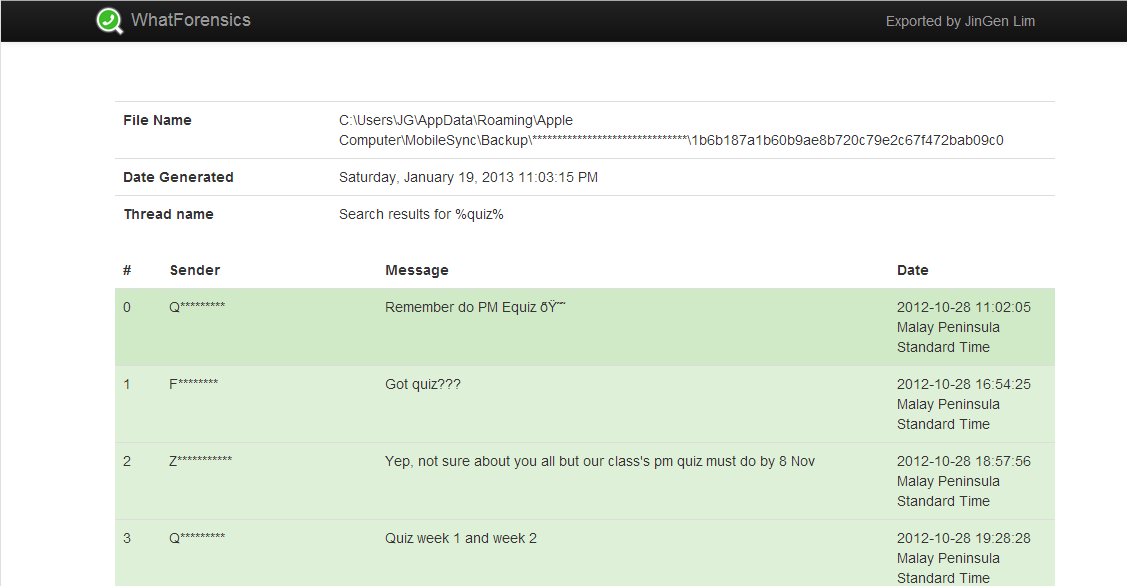 WhatForensics
Exported by JinGen Lim
File Name
C:\Users\JG\AppData\Roaming\Apple
Computer\MobileSync\Backup\*******************************\1b6b187a1b60b9ae8b720c79e2c67f472bab09c0
Date Generated
Saturday, January 19, 2013 11:03:15 PM
Thread name
Search results for %quiz%
# Sender Message Date
0 Q********* Remember do PM Equiz ðŸ˜˜ 2012-10-28 11:02:05
Malay Peninsula
Standard Time
1 F******** Got quiz??? 2012-10-28 16:54:25
Malay Peninsula
Standard Time
2 Z*********** Yep, not sure about you all but our class's pm quiz must do by 8 Nov 2012-10-28 18:57:56
Malay Peninsula
Standard Time
3 Q********* Quiz week 1 and week 2 2012-10-28 19:28:28
Malay Peninsula
Standard Time